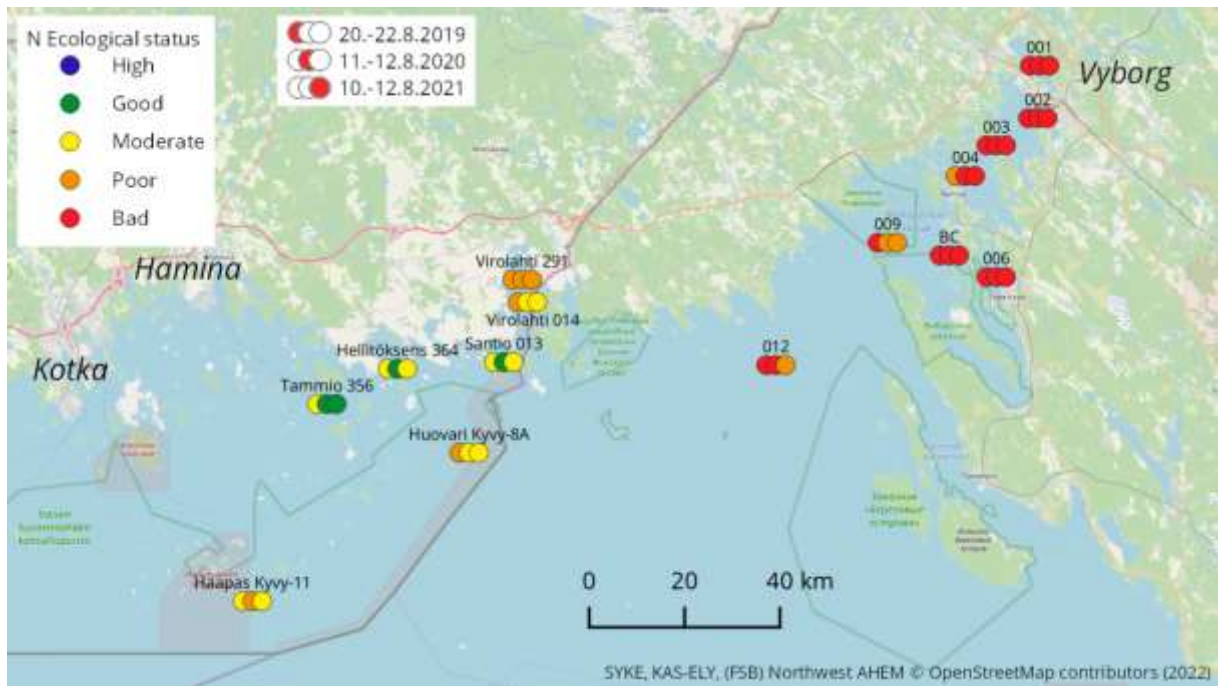 N Ecological status
High
Good
Moderate
Poor
Bad
20.-22.8.2019
11.-12.8.2020
10.-12.8.2021
001
Vyborg
002
003
004
009
BC
006
Hamina
Virolahti 291
Virolahti 014
Hellitöksens 364
Santio 013
012
Kotka
Tammio 356
Huovari Kyvy-8A
Haapas Kyvy-11
0 20 40 km
SYKE, KAS-ELY, (FSB) Northwest AHEM © OpenStreetMap contributors (2022)